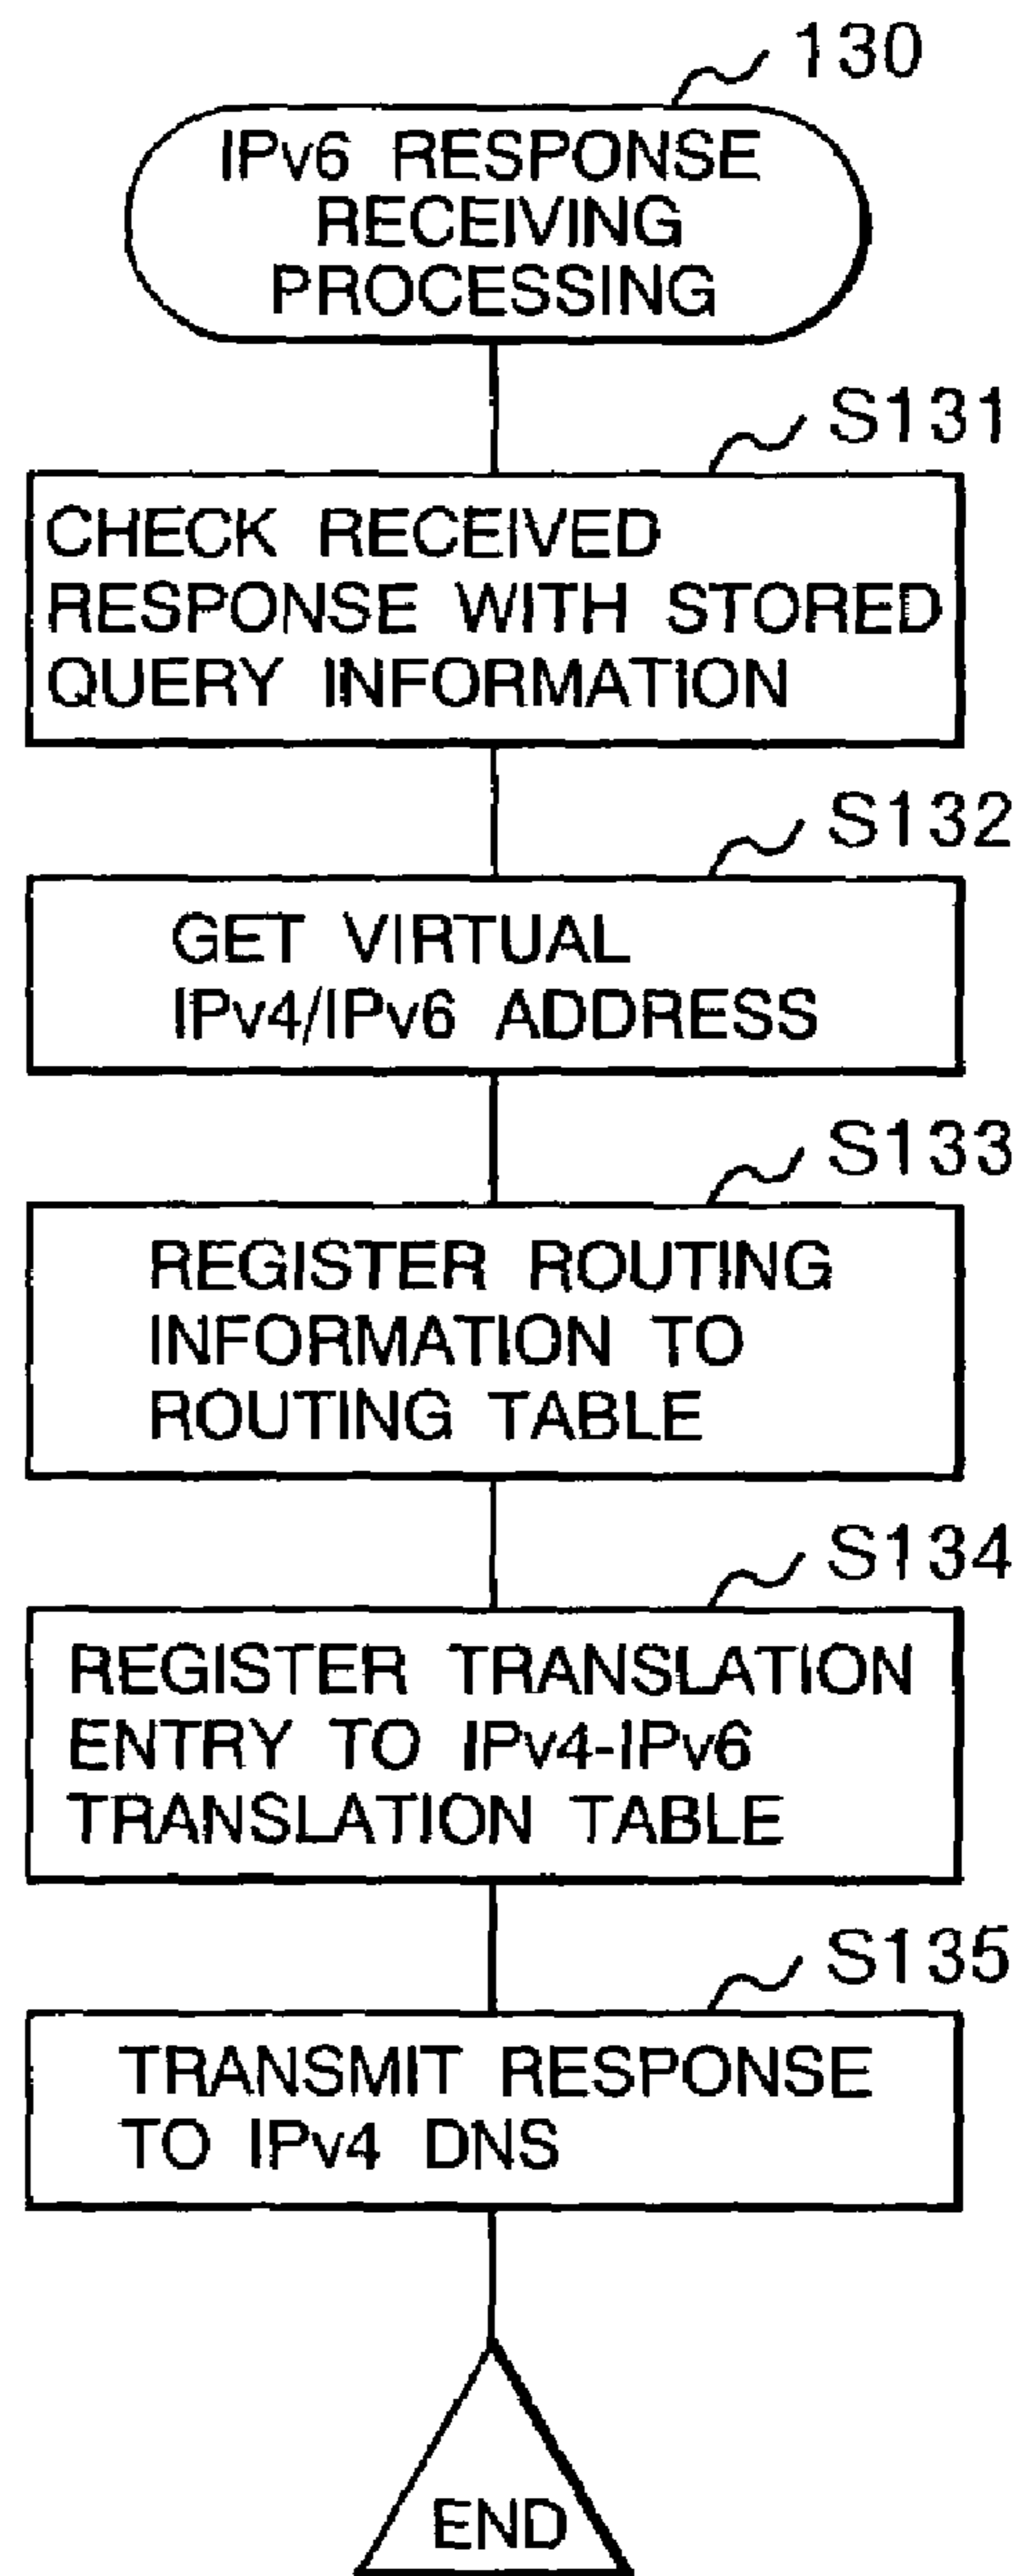 130
IPv6 RESPONSE
RECEIVING
PROCESSING
S131
CHECK RECEIVED
RESPONSE WITH STORED
QUERY INFORMATION
S132
GET VIRTUAL
IPv4/IPv6 ADDRESS
S133
REGISTER ROUTING
INFORMATION TO
ROUTING TABLE
S134
REGISTER TRANSLATION
ENTRY TO IPv4-IPv6
TRANSLATION TABLE
S135
TRANSMIT RESPONSE
TO IPv4 DNS
END